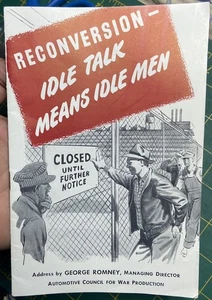 RECONVERSION–
IDLE TALK
MEANS IDLE MEN
CLOSED
UNTIL
FURTHER
NOTICE
Address by GEORGE ROMNEY, MANAGING DIRECTOR
AUTOMOTIVE COUNCIL FOR WAR PRODUCTION